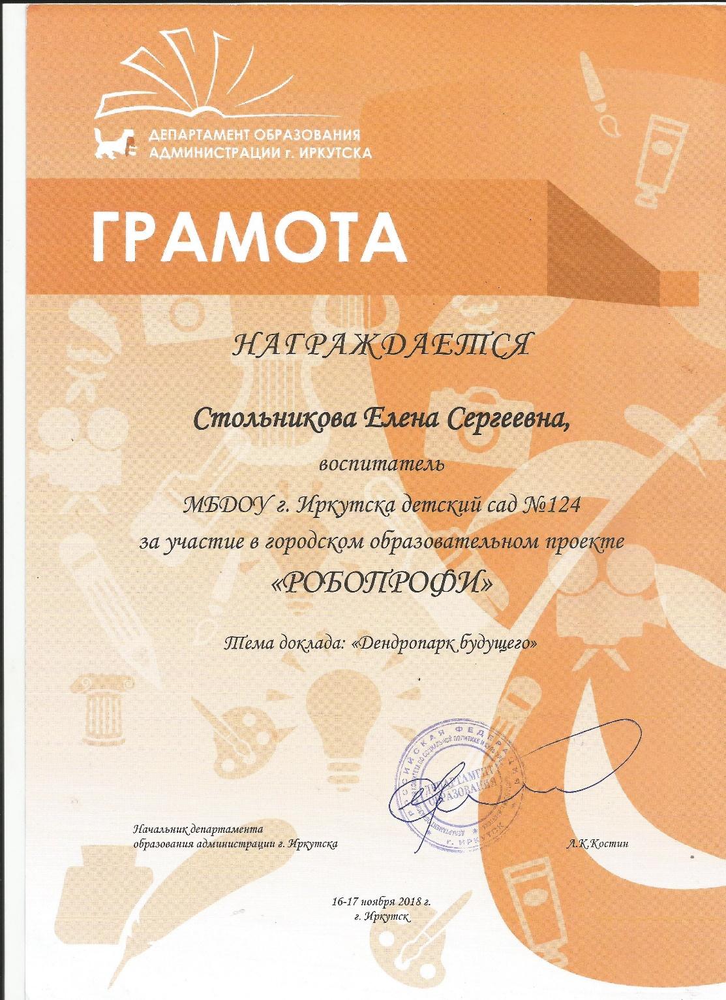 ДЕПАРТАМЕНТ ОБРАЗОВАНИЯ
АДМИНИСТРАЦИИ г. ИРКУТСКА
ГРАМОТА
НАГРАЖДАЕТСЯ
Стольникова Елена Сергеевна,
воспитатель
МБДОУ г. Иркутска детский сад №124
за участие в городском образовательном проекте
«РОБОПРОФИ»
Тема доклада: «Дендропарк будущего»
РОССИЙСКАЯ ФЕДЕРАЦИЯ
ДЕПАРТАМЕНТ
ОБРАЗОВАНИЯ
г. ИРКУТСК
Начальник департамента
образования администрации г. Иркутска
А.К.Костин
16-17 ноября 2018 г.
г. Иркутск